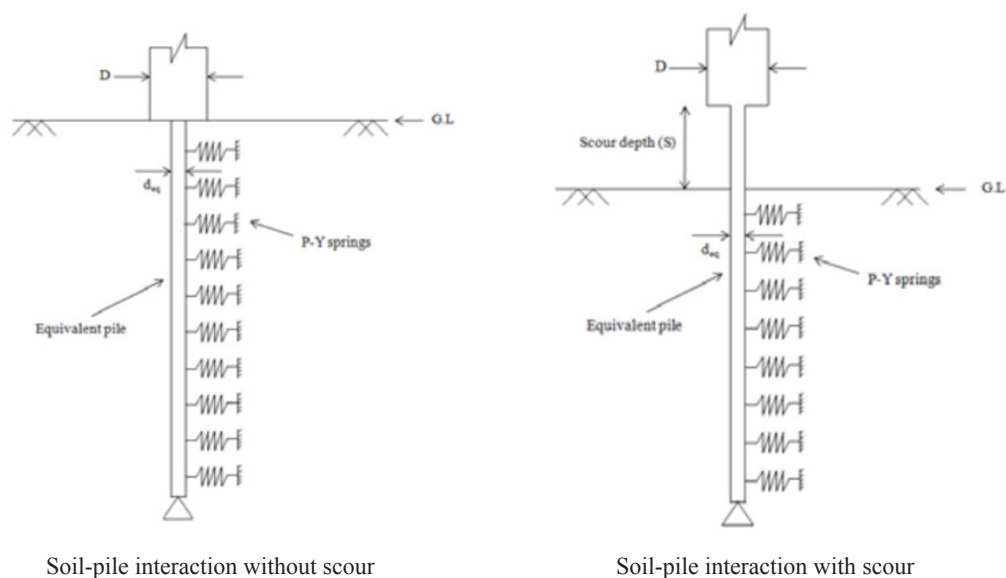 D
G.L
d_eq
P-Y springs
Equivalent pile
Soil-pile interaction without scour
D
Scour depth (S)
G.L
d_eq
P-Y springs
Equivalent pile
Soil-pile interaction with scour